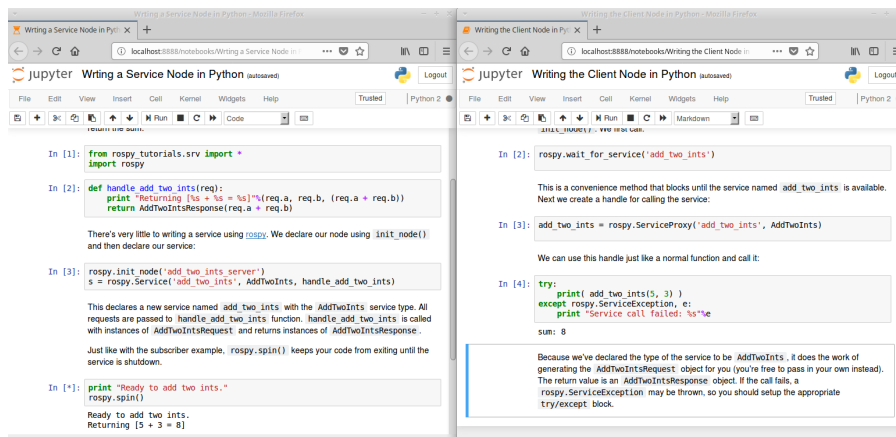 Wrting a Service Node in Python - Mozilla Firefox
Wrting a Service Node in Pyth
localhost:8888/notebooks/Wrting a Service Node in
jupyter Wrting a Service Node in Python (autosaved)
Logout
File Edit View Insert Cell Kernel Widgets Help Trusted Python 2
Run Code
return the sum.
In [1]: from rospy_tutorials.srv import *
import rospy
In [2]: def handle_add_two_ints(req):
print "Returning [%s + %s = %s]"%(req.a, req.b, (req.a + req.b))
return AddTwoIntsResponse(req.a + req.b)
There's very little to writing a service using rospy. We declare our node using init_node()
and then declare our service:
In [3]: rospy.init_node('add_two_ints_server')
s = rospy.Service('add_two_ints', AddTwoInts, handle_add_two_ints)
This declares a new service named add_two_ints with the AddTwoInts service type. All
requests are passed to handle_add_two_ints function. handle_add_two_ints is called
with instances of AddTwoIntsRequest and returns instances of AddTwoIntsResponse.
Just like with the subscriber example, rospy.spin() keeps your code from exiting until the
service is shutdown.
In [*]: print "Ready to add two ints."
rospy.spin()
Ready to add two ints.
Returning [5 + 3 = 8]
Writing the Client Node in Python - Mozilla Firefox
Writing the Client Node in Pyt
localhost:8888/notebooks/Writing the Client Node in
jupyter Writing the Client Node in Python (autosaved)
Logout
File Edit View Insert Cell Kernel Widgets Help Trusted Python 2
Run Markdown
init_node(). We first call:
In [2]: rospy.wait_for_service('add_two_ints')
This is a convenience method that blocks until the service named add_two_ints is available.
Next we create a handle for calling the service:
In [3]: add_two_ints = rospy.ServiceProxy('add_two_ints', AddTwoInts)
We can use this handle just like a normal function and call it:
In [4]: try:
print( add_two_ints(5, 3) )
except rospy.ServiceException, e:
print "Service call failed: %s"%e
sum: 8
Because we've declared the type of the service to be AddTwoInts, it does the work of
generating the AddTwoIntsRequest object for you (you're free to pass in your own instead).
The return value is an AddTwoIntsResponse object. If the call fails, a
rospy.ServiceException may be thrown, so you should setup the appropriate
try/except block.